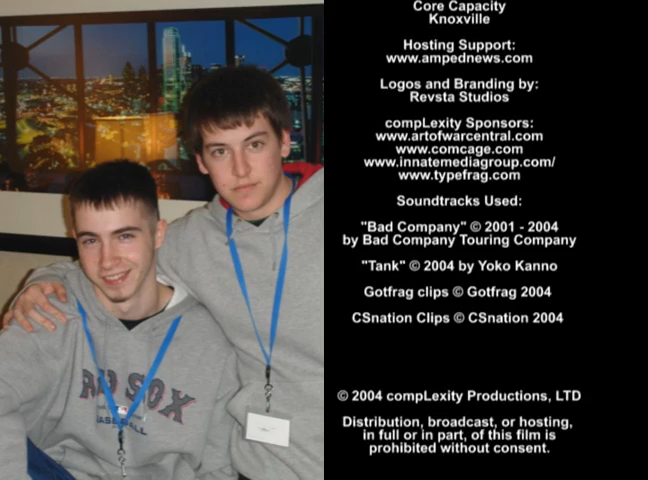 RED SOX
BASEBALL
Core Capacity
Knoxville
Hosting Support:
www.ampednews.com
Logos and Branding by:
Revsta Studios
compLexity Sponsors:
www.artofwarcentral.com
www.comcage.com
www.innatemediagroup.com/
www.typefrag.com
Soundtracks Used:
"Bad Company" © 2001 - 2004
by Bad Company Touring Company
"Tank" © 2004 by Yoko Kanno
Gotfrag clips © Gotfrag 2004
CSnation Clips © CSnation 2004
© 2004 compLexity Productions, LTD
Distribution, broadcast, or hosting,
in full or in part, of this film is
prohibited without consent.